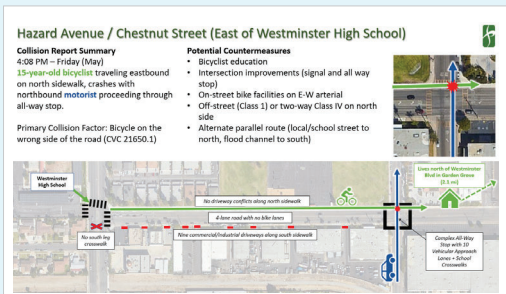 Hazard Avenue / Chestnut Street (East of Westminster High School)
Collision Report Summary
4:08 PM – Friday (May)
15-year-old bicyclist traveling eastbound
on north sidewalk, crashes with
northbound motorist proceeding through
all-way stop.
Primary Collision Factor: Bicycle on the
wrong side of the road (CVC 21650.1)
Potential Countermeasures
• Bicyclist education
• Intersection improvements (signal and all way
stop)
• On-street bike facilities on E-W arterial
• Off-street (Class 1) or two-way Class IV on north
side
• Alternate parallel route (local/school street to
north, flood channel to south)
Westminster
High School
No driveway conflicts along north sidewalk
4-lane road with no bike lanes
No south leg
crosswalk
Nine commercial/industrial driveways along south sidewalk
Lives north of Westminster
Blvd in Garden Grove
(0.5 mi)
Complex All-Way
Stop with 10
Vehicular Approach
Lanes + School
Crosswalks